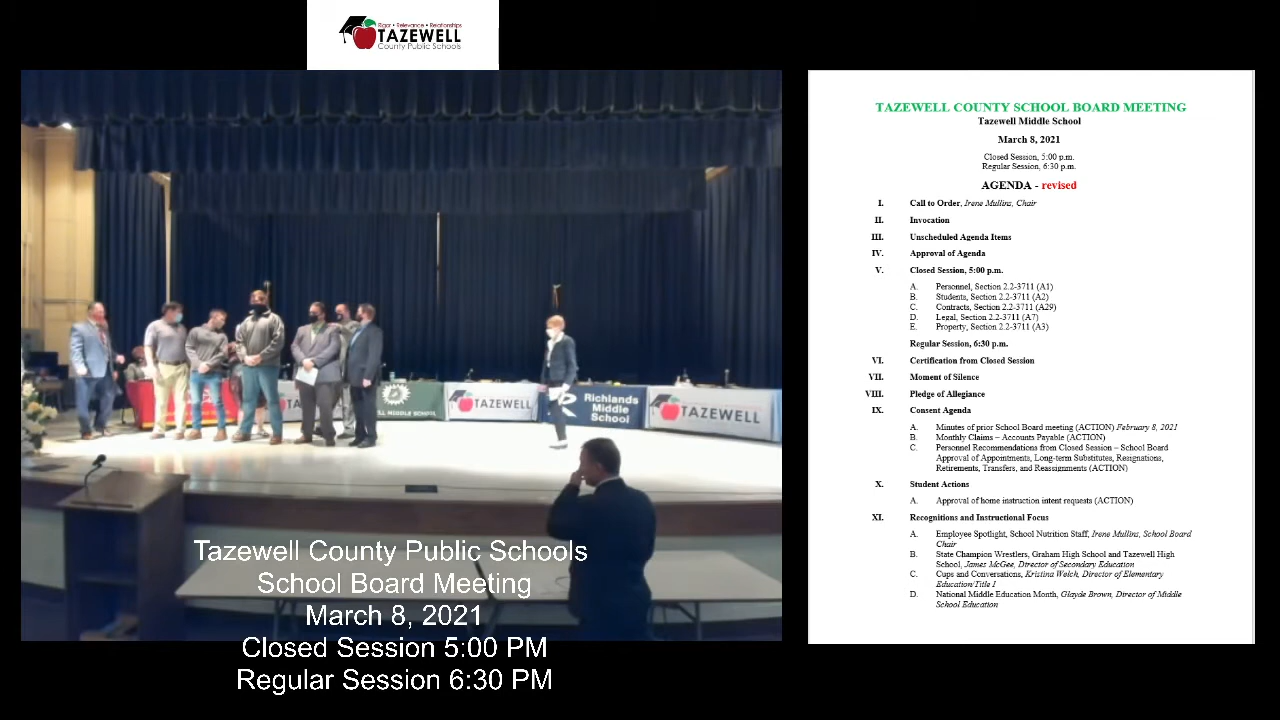 Rigor • Relevance • Relationships
TAZEWELL
County Public Schools
TAZEWELL COUNTY SCHOOL BOARD MEETING
Tazewell Middle School
March 8, 2021
Closed Session, 5:00 p.m.
Regular Session, 6:30 p.m.
AGENDA - revised
I. Call to Order, Irene Mullins, Chair
II. Invocation
III. Unscheduled Agenda Items
IV. Approval of Agenda
V. Closed Session, 5:00 p.m.
A. Personnel, Section 2.2-3711 (A1)
B. Students, Section 2.2-3711 (A2)
C. Contracts, Section 2.2-3711 (A29)
D. Legal, Section 2.2-3711 (A7)
E. Property, Section 2.2-3711 (A3)
Regular Session, 6:30 p.m.
VI. Certification from Closed Session
VII. Moment of Silence
VIII. Pledge of Allegiance
IX. Consent Agenda
A. Minutes of prior School Board meeting (ACTION) February 8, 2021
B. Monthly Claims – Accounts Payable (ACTION)
C. Personnel Recommendations from Closed Session – School Board
Approval of Appointments, Long-term Substitutes, Resignations,
Retirements, Transfers, and Reassignments (ACTION)
X. Student Actions
A. Approval of home instruction intent requests (ACTION)
XI. Recognitions and Instructional Focus
A. Employee Spotlight, School Nutrition Staff, Irene Mullins, School Board
Chair
B. State Champion Wrestlers, Graham High School and Tazewell High
School, James McGee, Director of Secondary Education
C. Cups and Conversations, Kristina Welch, Director of Elementary
Education/Title I
D. National Middle Education Month, Glayde Brown, Director of Middle
School Education
TAZEWELL
MIDDLE SCHOOL
TAZEWELL
Richlands
Middle
School
TAZEWELL
Tazewell County Public Schools
School Board Meeting
March 8, 2021
Closed Session 5:00 PM
Regular Session 6:30 PM